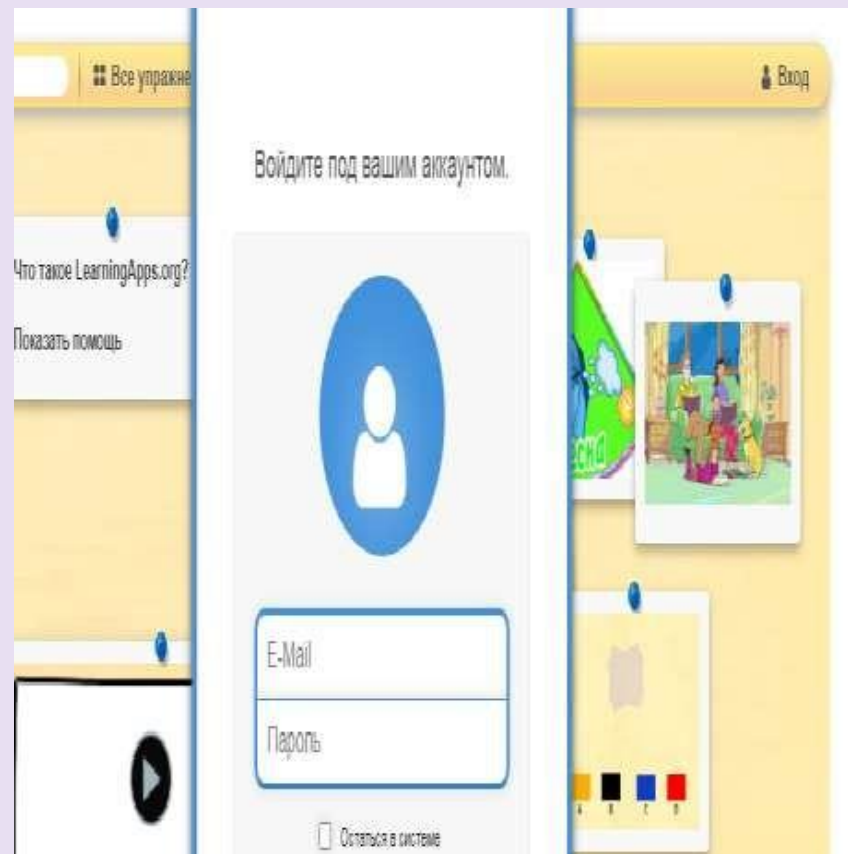 Все упражне
Вход
Войдите под вашим аккаунтом.
Что такое LearningApps.org?
Показать помощь
E-Mail
Пароль
Остаться в системе